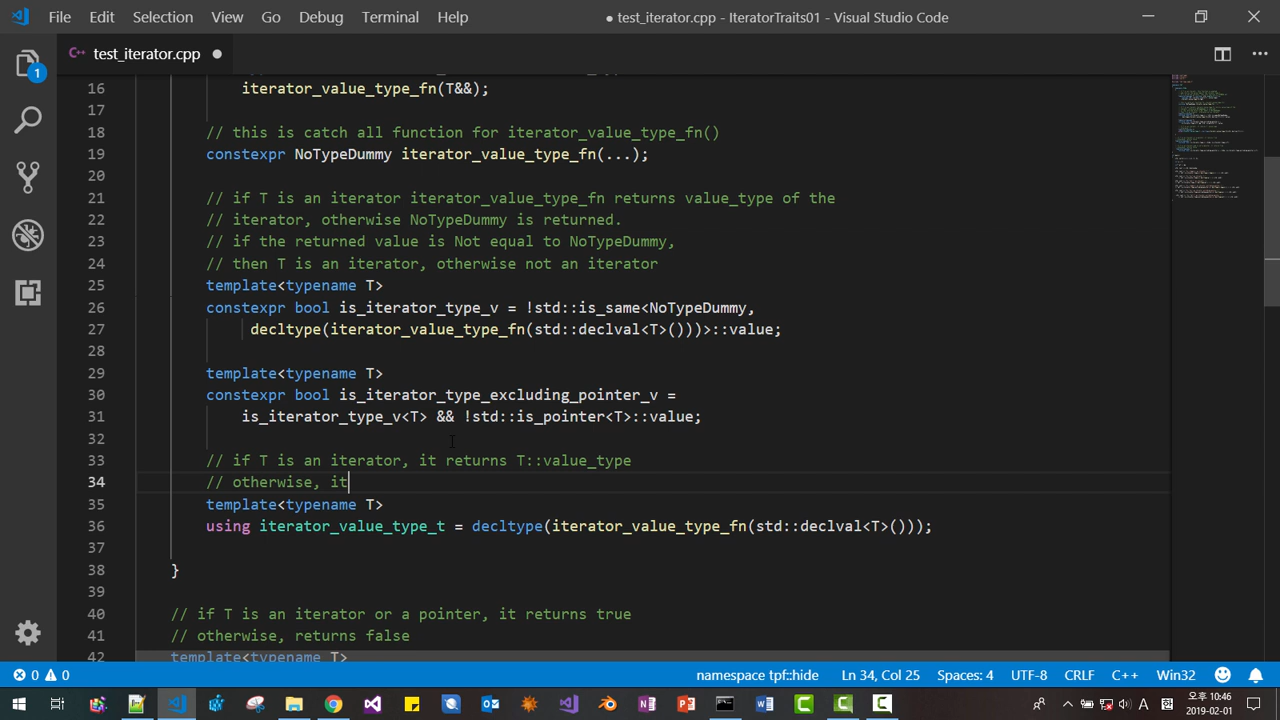 File Edit Selection View Go Debug Terminal Help
● test_iterator.cpp - IteratorTraits01 - Visual Studio Code
1
C++ test_iterator.cpp ●
16 iterator_value_type_fn(T&&);
17
18 // this is catch all function for iterator_value_type_fn()
19 constexpr NoTypeDummy iterator_value_type_fn(...);
20
21 // if T is an iterator iterator_value_type_fn returns value_type of the
22 // iterator, otherwise NoTypeDummy is returned.
23 // if the returned value is Not equal to NoTypeDummy,
24 // then T is an iterator, otherwise not an iterator
25 template<typename T>
26 constexpr bool is_iterator_type_v = !std::is_same<NoTypeDummy,
27 decltype(iterator_value_type_fn(std::declval<T>()))>::value;
28
29 template<typename T>
30 constexpr bool is_iterator_type_excluding_pointer_v =
31 is_iterator_type_v<T> && !std::is_pointer<T>::value;
32
33 // if T is an iterator, it returns T::value_type
34 // otherwise, it
35 template<typename T>
36 using iterator_value_type_t = decltype(iterator_value_type_fn(std::declval<T>()));
37
38 }
39
40 // if T is an iterator or a pointer, it returns true
41 // otherwise, returns false
42 template<typename T>
0 0 namespace tpf::hide Ln 34, Col 25 Spaces: 4 UTF-8 CRLF C++ Win32
A 오후 10:46
2019-02-01